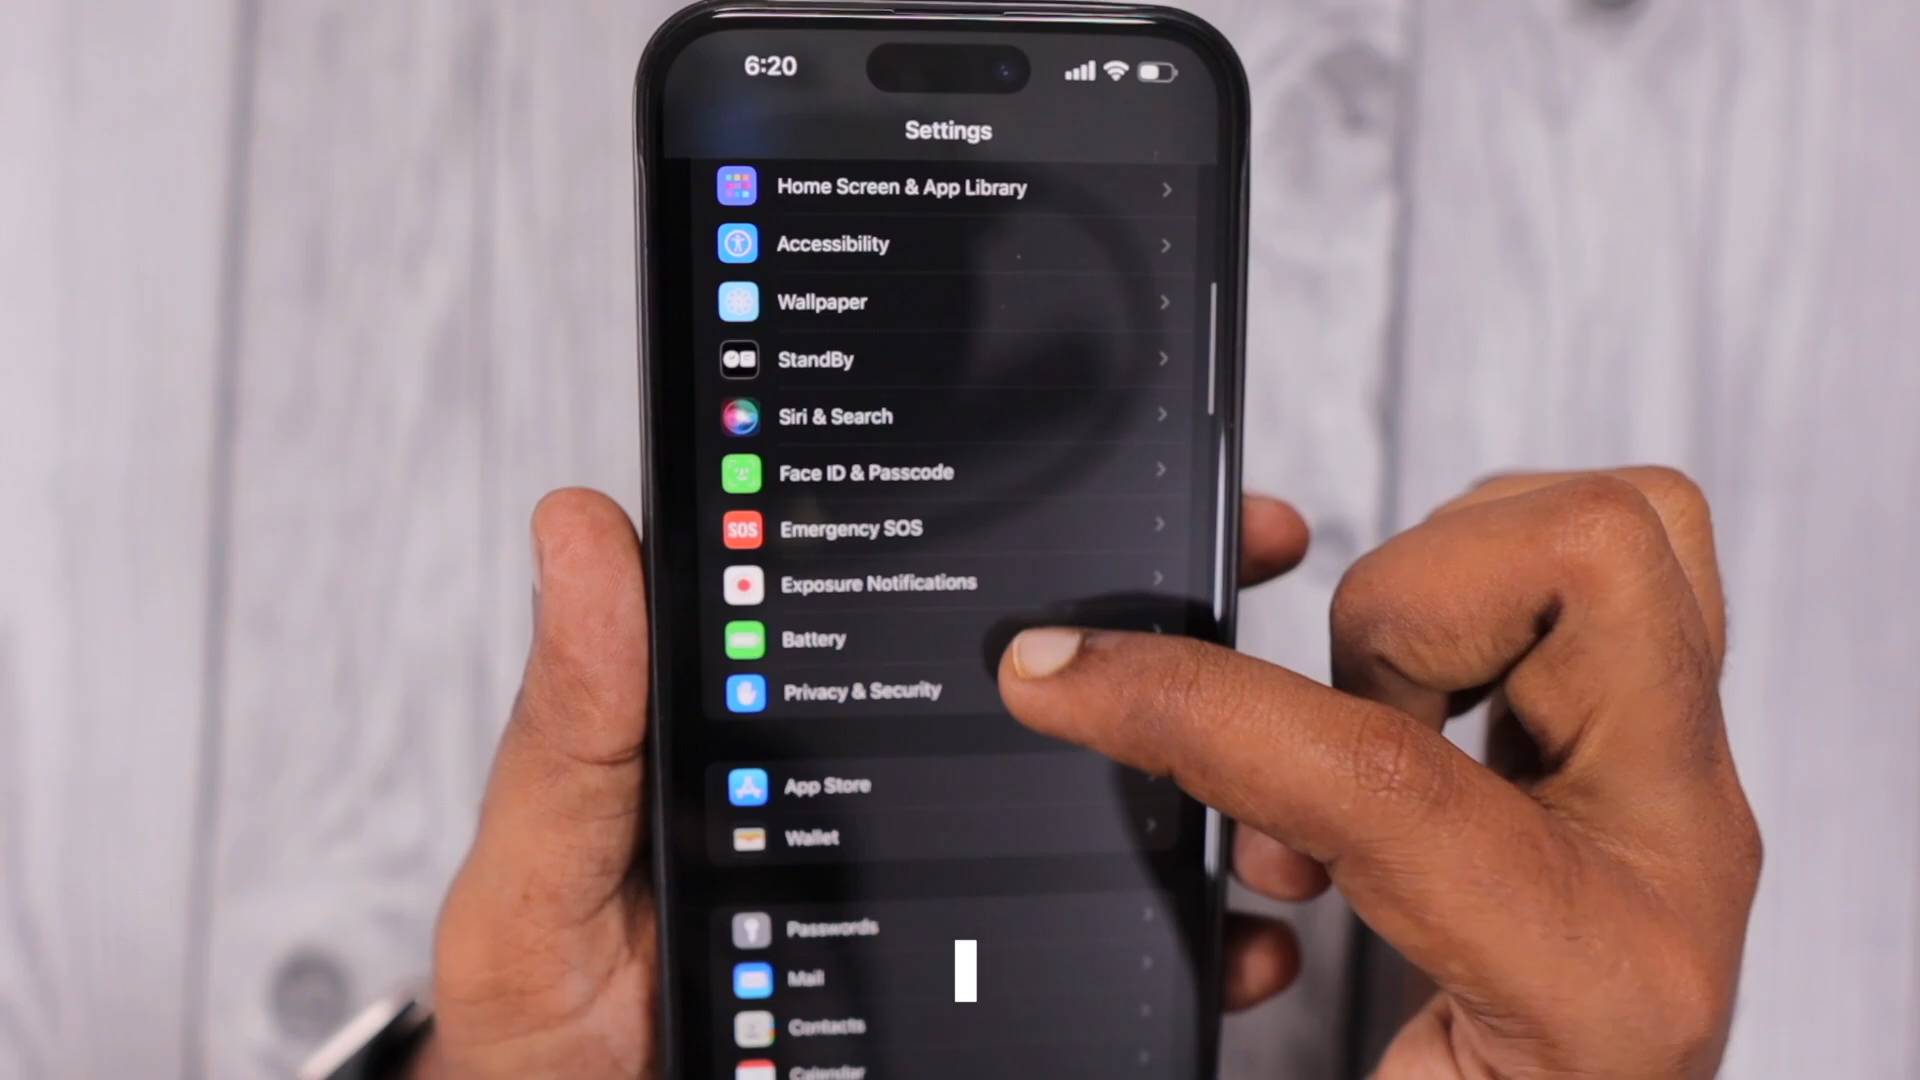 6:20
Settings
Home Screen & App Library
Accessibility
Wallpaper
StandBy
Siri & Search
Face ID & Passcode
SOS Emergency SOS
Exposure Notifications
Battery
Privacy & Security
App Store
Wallet
Passwords
Mail
Contacts
Calendar
I